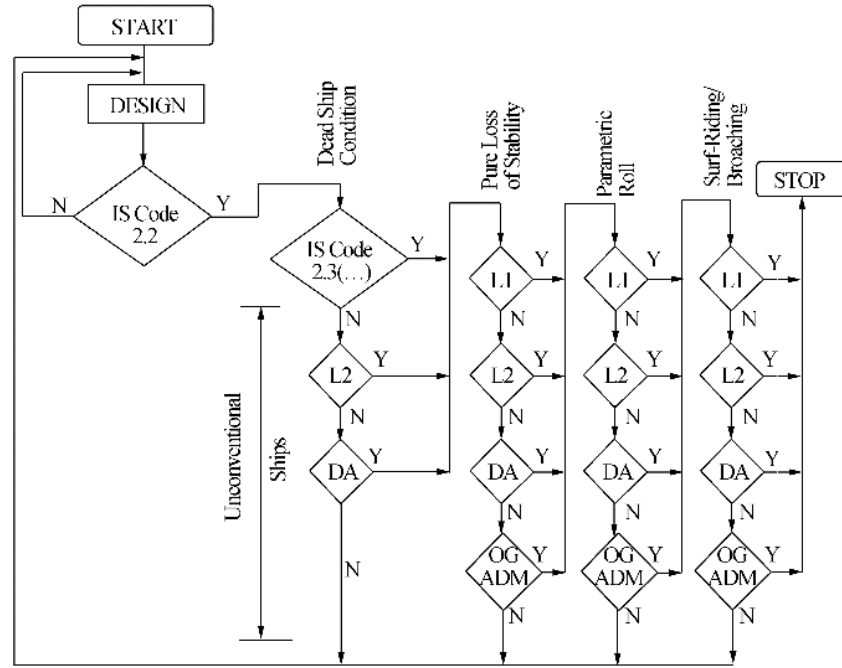 START
DESIGN
N
IS Code
2.2
Y
Dead Ship
Condition
IS Code
2.3(...)
Y
N
L2
Y
N
DA
Y
N
Unconventional
Ships
Pure Loss
of Stability
L1
Y
N
L2
Y
N
DA
Y
N
OG
ADM
Y
N
Parametric
Roll
L1
Y
N
L2
Y
N
DA
Y
N
OG
ADM
Y
N
Surf-Riding/
Broaching
L1
Y
N
L2
Y
N
DA
Y
N
OG
ADM
Y
N
STOP